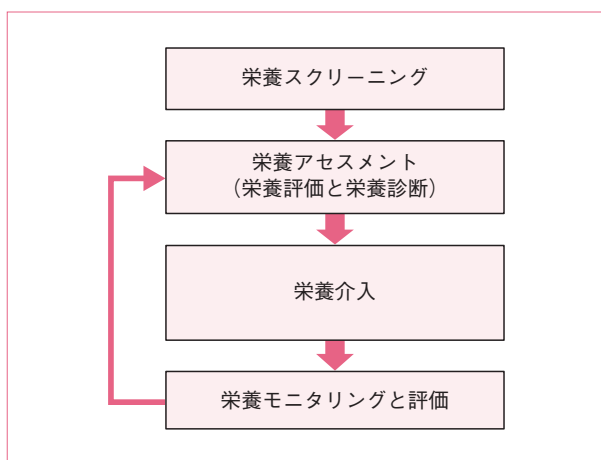 栄養スクリーニング
栄養アセスメント
（栄養評価と栄養診断）
栄養介入
栄養モニタリングと評価